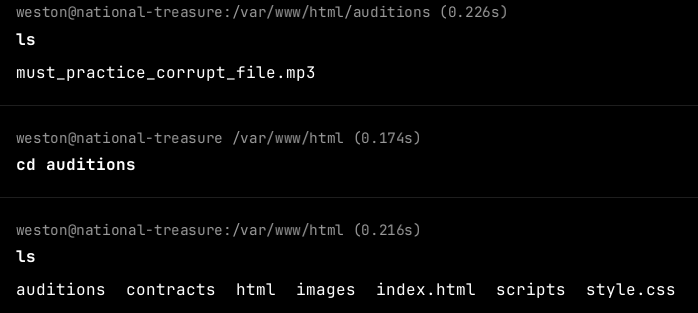 weston@national-treasure:/var/www/html/auditions (0.226s)
ls
must_practice_corrupt_file.mp3
weston@national-treasure /var/www/html (0.174s)
cd auditions
weston@national-treasure:/var/www/html (0.216s)
ls
auditions  contracts  html  images  index.html  scripts  style.css